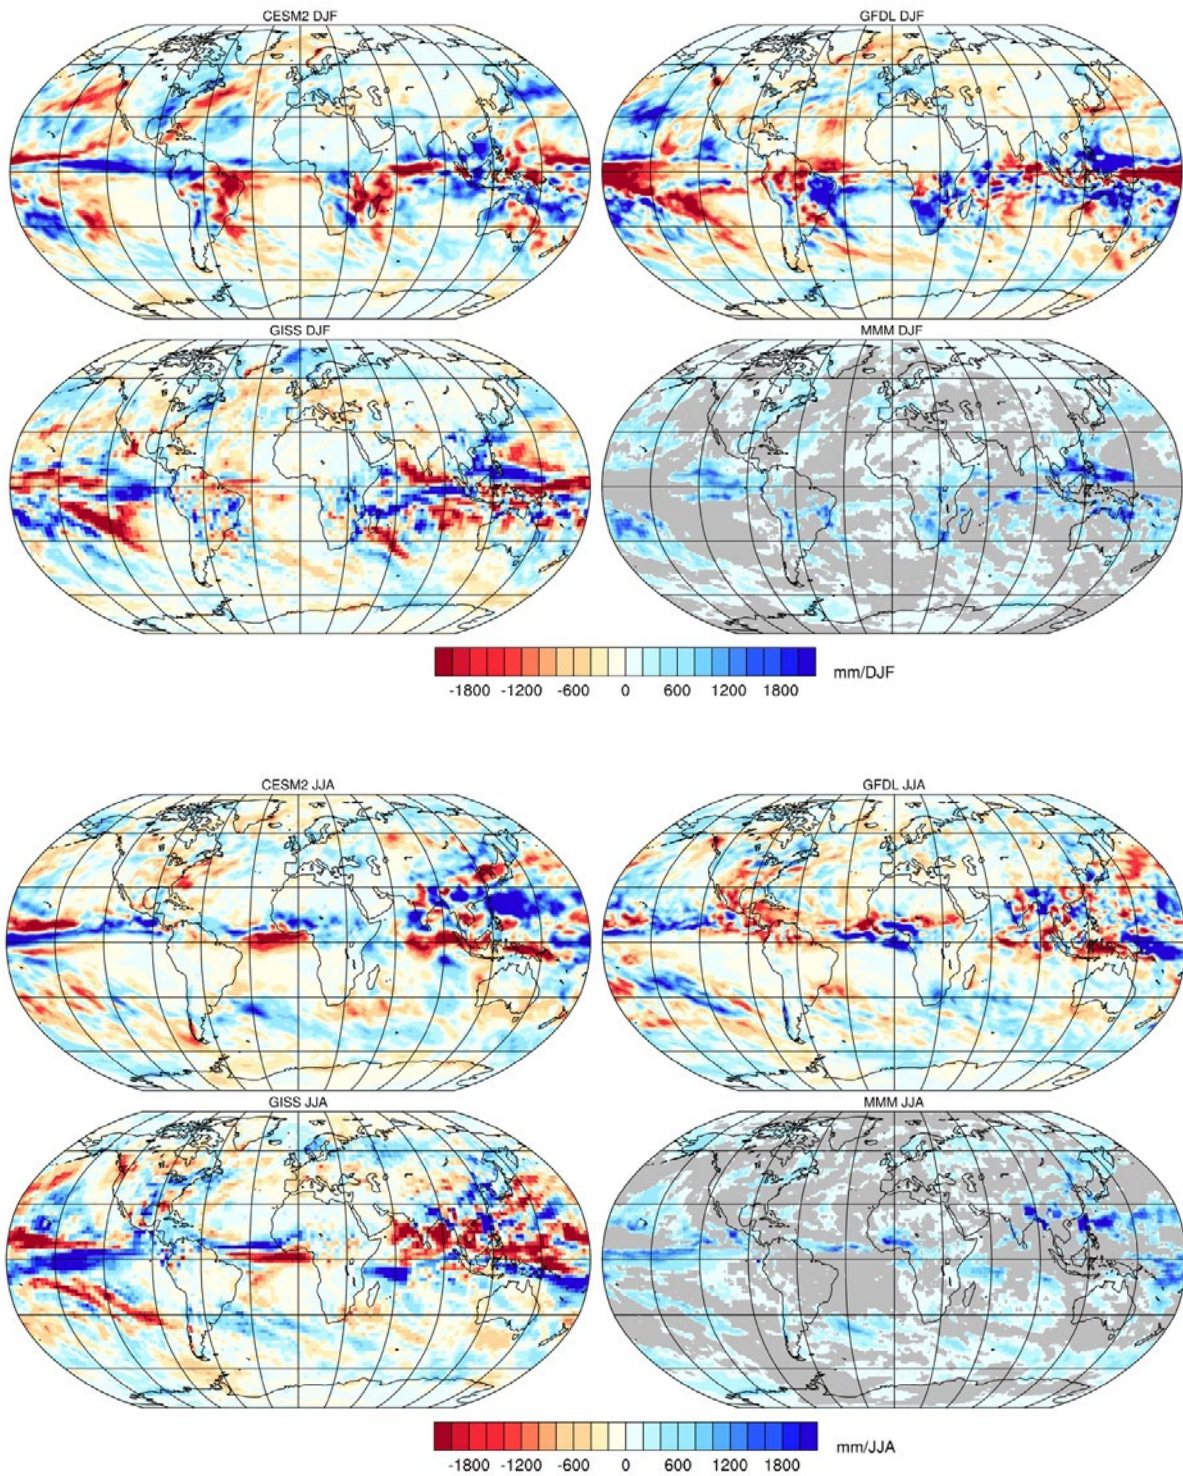 CESM2 DJF
GFDL DJF
GISS DJF
MMM DJF
-1800 -1200 -600 0 600 1200 1800 mm/DJF
CESM2 JJA
GFDL JJA
GISS JJA
MMM JJA
-1800 -1200 -600 0 600 1200 1800 mm/JJA